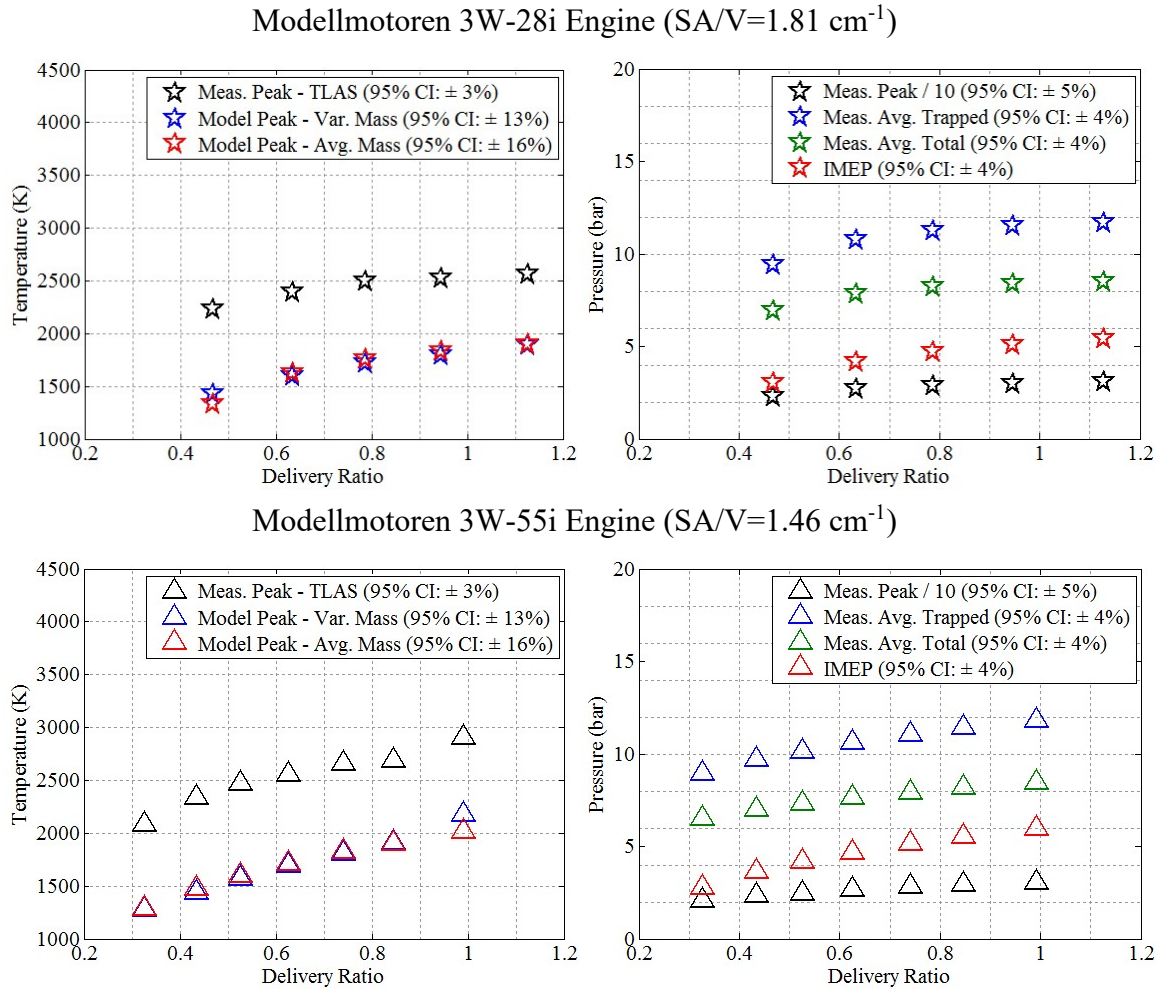 Modellmotoren 3W-28i Engine (SA/V=1.81 cm⁻¹)
4500
4000
3500
3000
2500
2000
1500
1000
Temperature (K)
Meas. Peak - TLAS (95% CI: ± 3%)
Model Peak - Var. Mass (95% CI: ± 13%)
Model Peak - Avg. Mass (95% CI: ± 16%)
0.2 0.4 0.6 0.8 1 1.2
Delivery Ratio
20
15
10
5
0
Pressure (bar)
Meas. Peak / 10 (95% CI: ± 5%)
Meas. Avg. Trapped (95% CI: ± 4%)
Meas. Avg. Total (95% CI: ± 4%)
IMEP (95% CI: ± 4%)
0.2 0.4 0.6 0.8 1 1.2
Delivery Ratio
Modellmotoren 3W-55i Engine (SA/V=1.46 cm⁻¹)
4500
4000
3500
3000
2500
2000
1500
1000
Temperature (K)
Meas. Peak - TLAS (95% CI: ± 3%)
Model Peak - Var. Mass (95% CI: ± 13%)
Model Peak - Avg. Mass (95% CI: ± 16%)
0.2 0.4 0.6 0.8 1 1.2
Delivery Ratio
20
15
10
5
0
Pressure (bar)
Meas. Peak / 10 (95% CI: ± 5%)
Meas. Avg. Trapped (95% CI: ± 4%)
Meas. Avg. Total (95% CI: ± 4%)
IMEP (95% CI: ± 4%)
0.2 0.4 0.6 0.8 1 1.2
Delivery Ratio